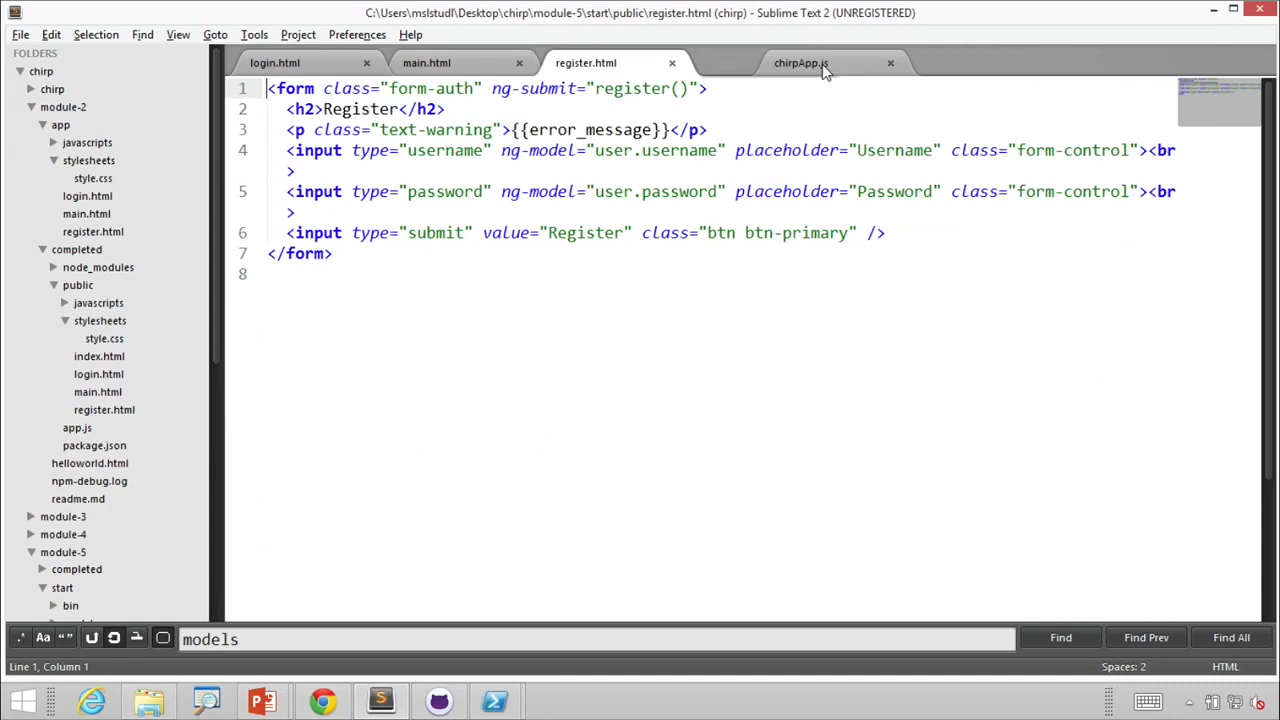 C:\Users\mslstudl\Desktop\chirp\module-5\start\public\register.html (chirp) - Sublime Text 2 (UNREGISTERED)
File Edit Selection Find View Goto Tools Project Preferences Help
FOLDERS
chirp
chirp
module-2
app
javascripts
stylesheets
style.css
login.html
main.html
register.html
completed
node_modules
public
javascripts
stylesheets
style.css
index.html
login.html
main.html
register.html
app.js
package.json
helloworld.html
npm-debug.log
readme.md
module-3
module-4
module-5
completed
start
bin
login.html main.html register.html chirpApp.js
1 <form class="form-auth" ng-submit="register()">
2 <h2>Register</h2>
3 <p class="text-warning">{{error_message}}</p>
4 <input type="username" ng-model="user.username" placeholder="Username" class="form-control"><br
>
5 <input type="password" ng-model="user.password" placeholder="Password" class="form-control"><br
>
6 <input type="submit" value="Register" class="btn btn-primary" />
7 </form>
8
.* Aa “ ” models Find Find Prev Find All
Line 1, Column 1 Spaces: 2 HTML